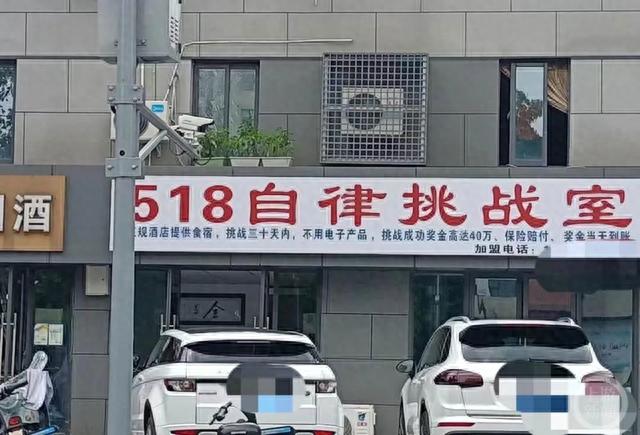 518自律挑战室
规酒店提供食宿，挑战三十天内，不用电子产品，挑战成功奖金高达40万、保险赔付、奖金当天到账
加盟电话：
酒